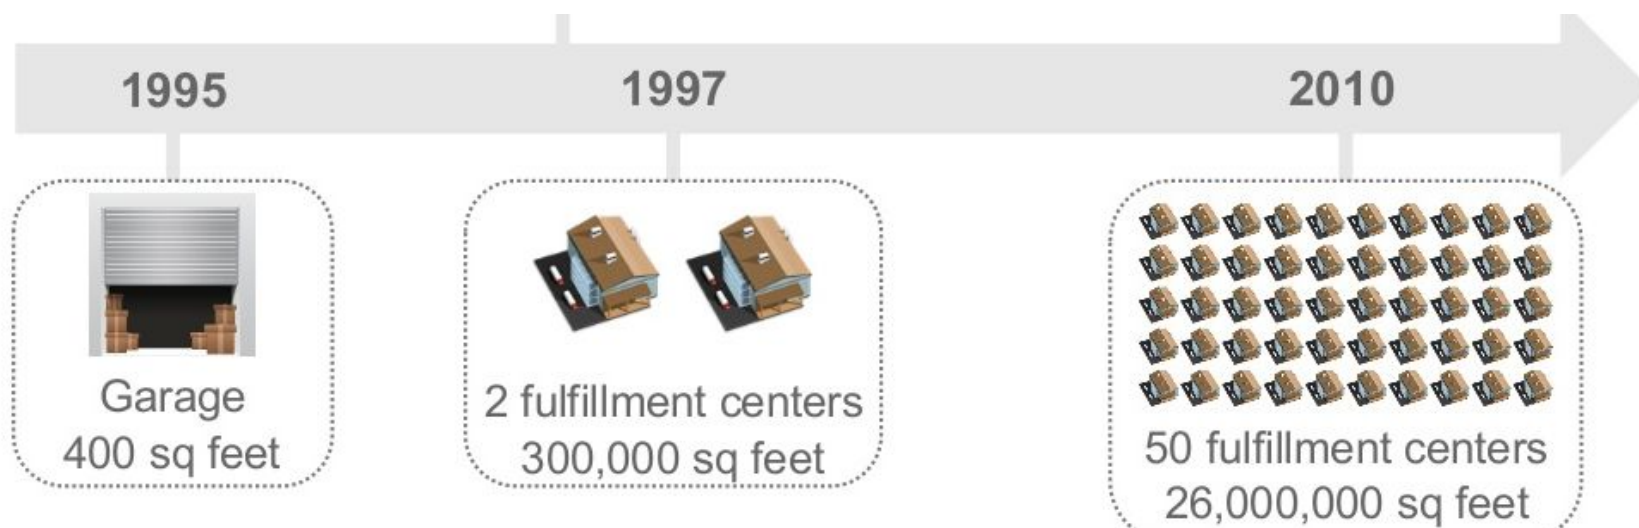 1995
1997
2010
Garage
400 sq feet
2 fulfillment centers
300,000 sq feet
50 fulfillment centers
26,000,000 sq feet